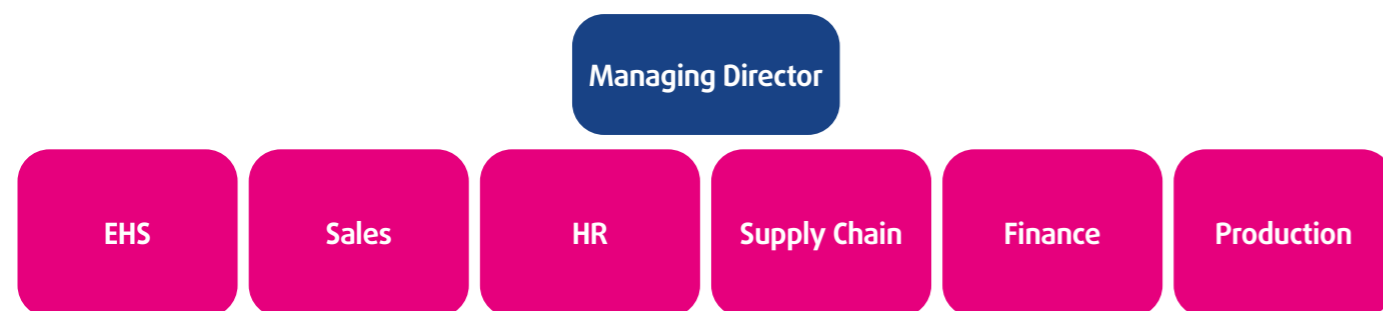 Managing Director
EHS
Sales
HR
Supply Chain
Finance
Production